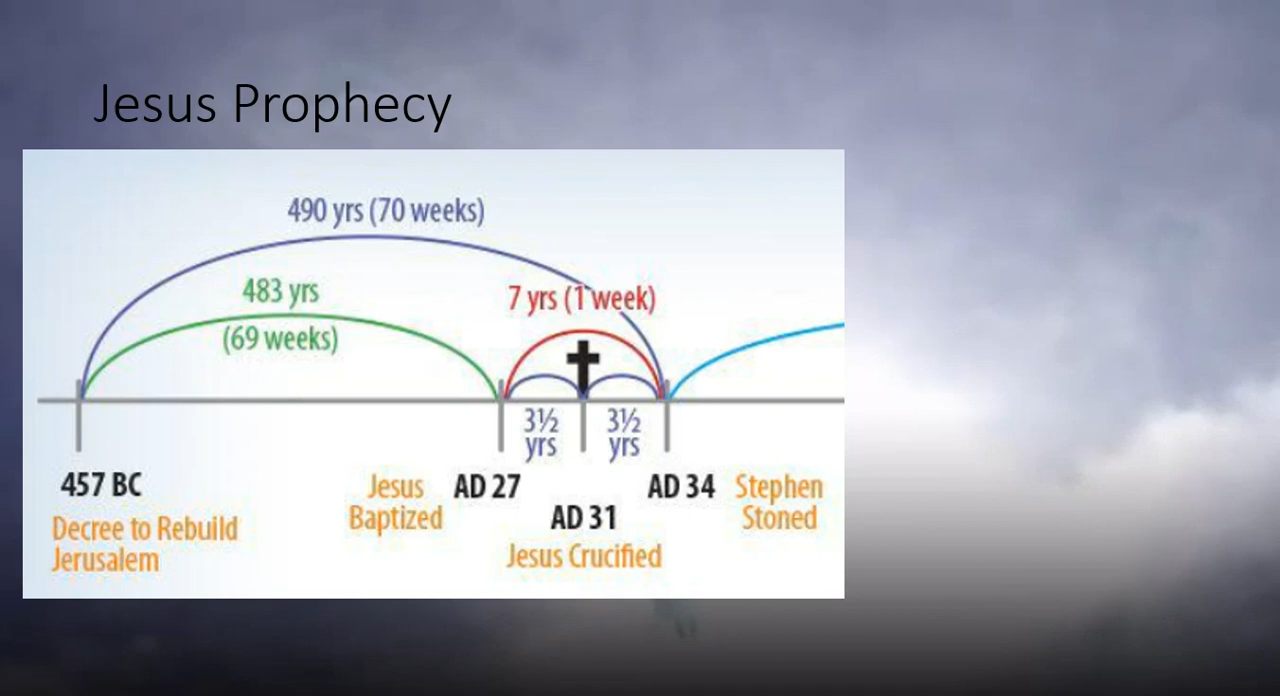 Jesus Prophecy
490 yrs (70 weeks)
483 yrs
(69 weeks)
7 yrs (1 week)
3½
yrs
3½
yrs
457 BC
Decree to Rebuild
Jerusalem
Jesus
Baptized
AD 27
AD 31
Jesus Crucified
AD 34
Stephen
Stoned